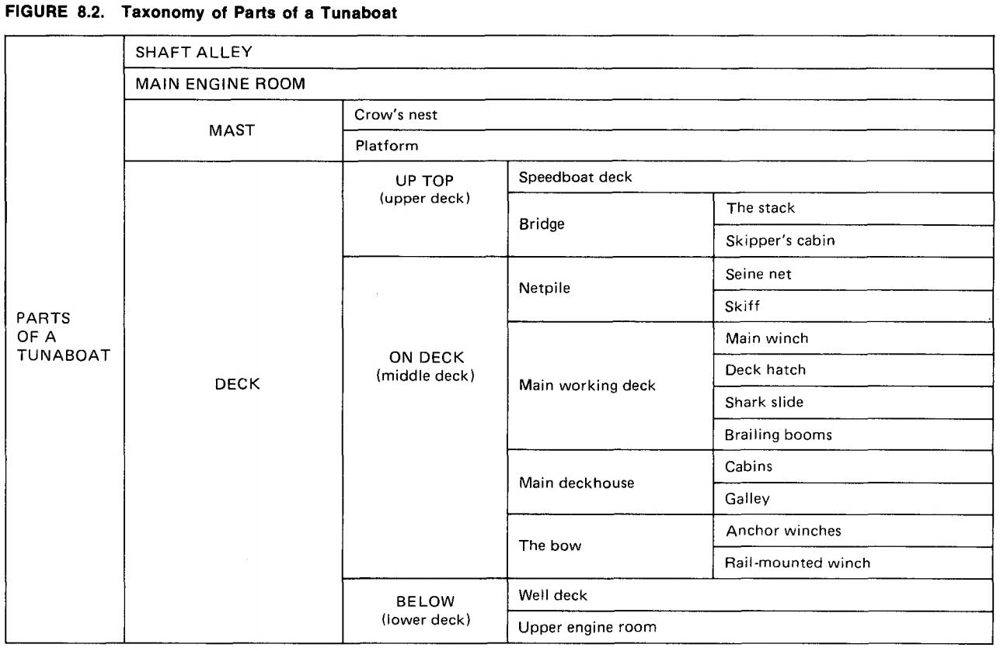 FIGURE 8.2. Taxonomy of Parts of a Tunaboat
SHAFT ALLEY
MAIN ENGINE ROOM
MAST
Crow's nest
Platform
UP TOP
(upper deck)
Speedboat deck
Bridge
The stack
Skipper's cabin
PARTS
OF A
TUNABOAT
DECK
ON DECK
(middle deck)
Netpile
Seine net
Skiff
Main working deck
Main winch
Deck hatch
Shark slide
Brailing booms
Main deckhouse
Cabins
Galley
The bow
Anchor winches
Rail-mounted winch
BELOW
(lower deck)
Well deck
Upper engine room